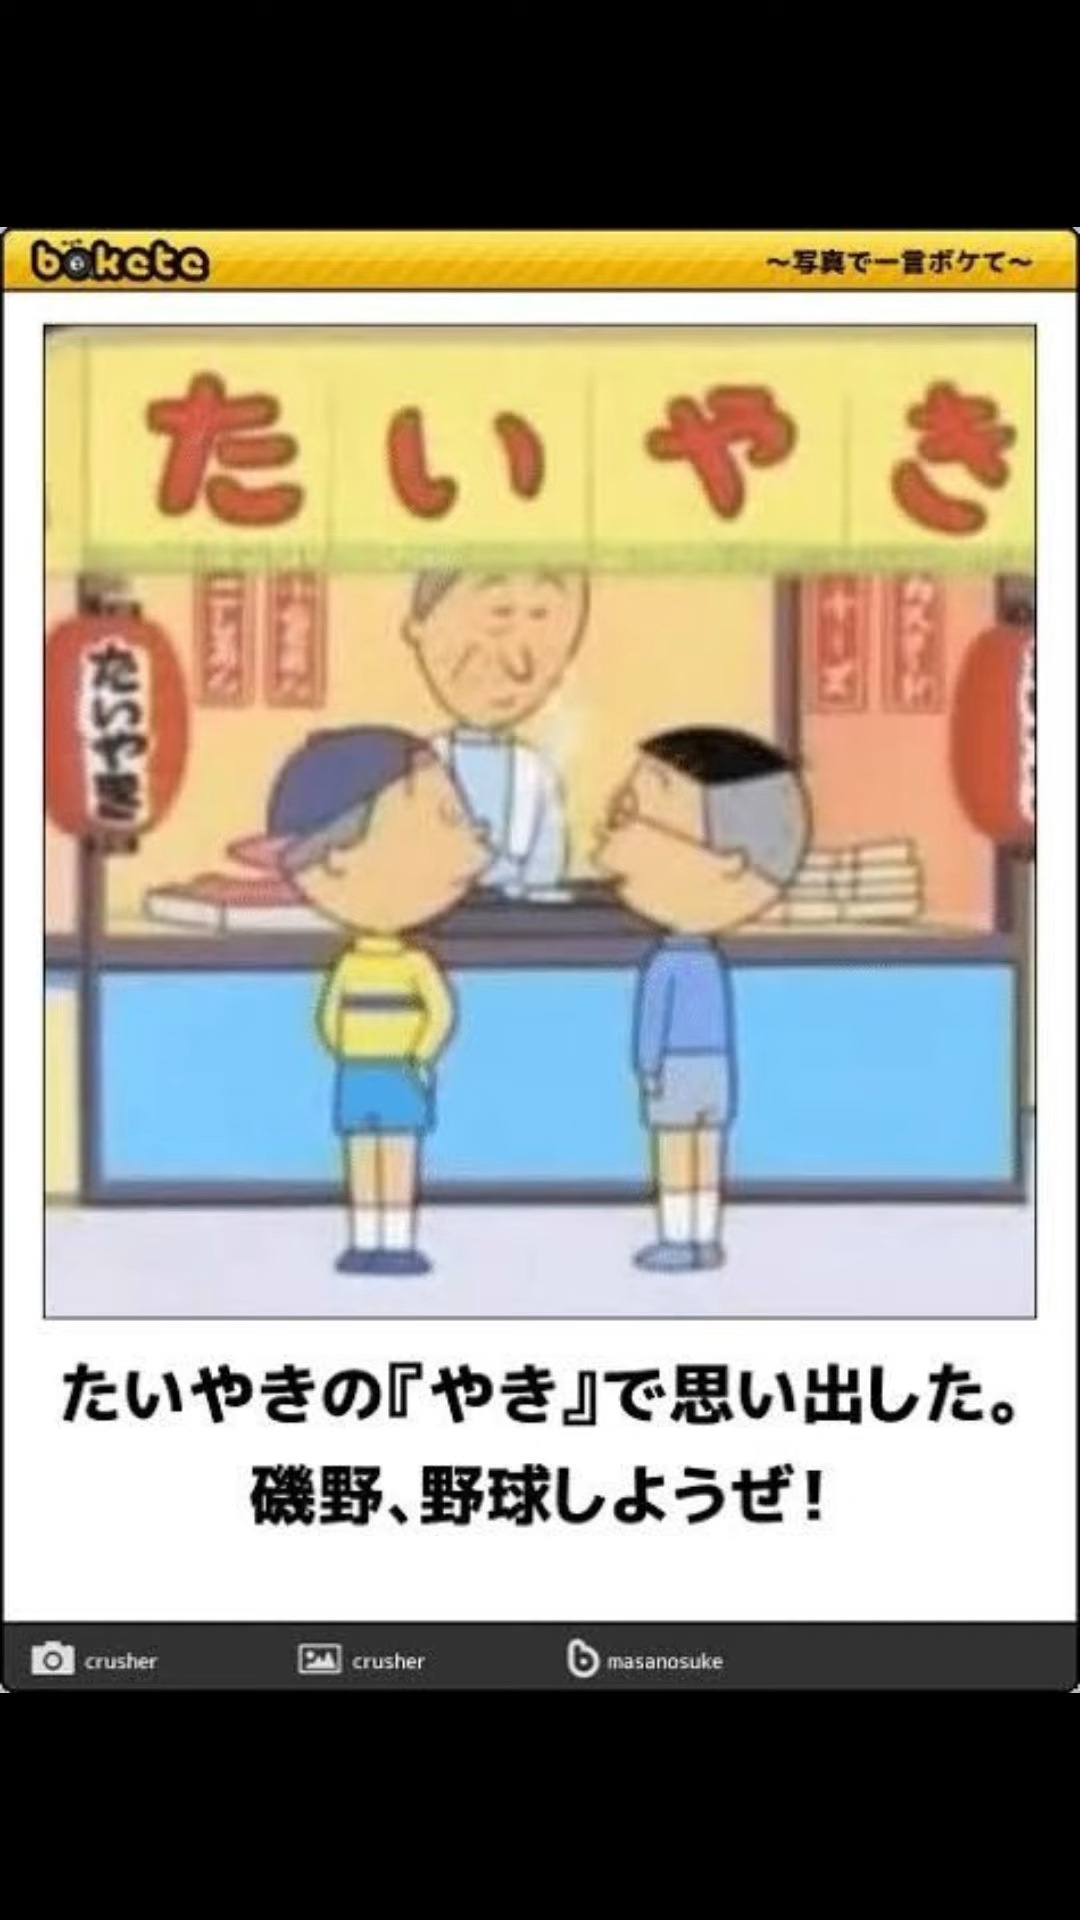 bokete
～写真で一言ボケて～
たいやき
たいやき
たいやきの『やき』で思い出した。
磯野、野球しようぜ！
crusher
crusher
masanosuke